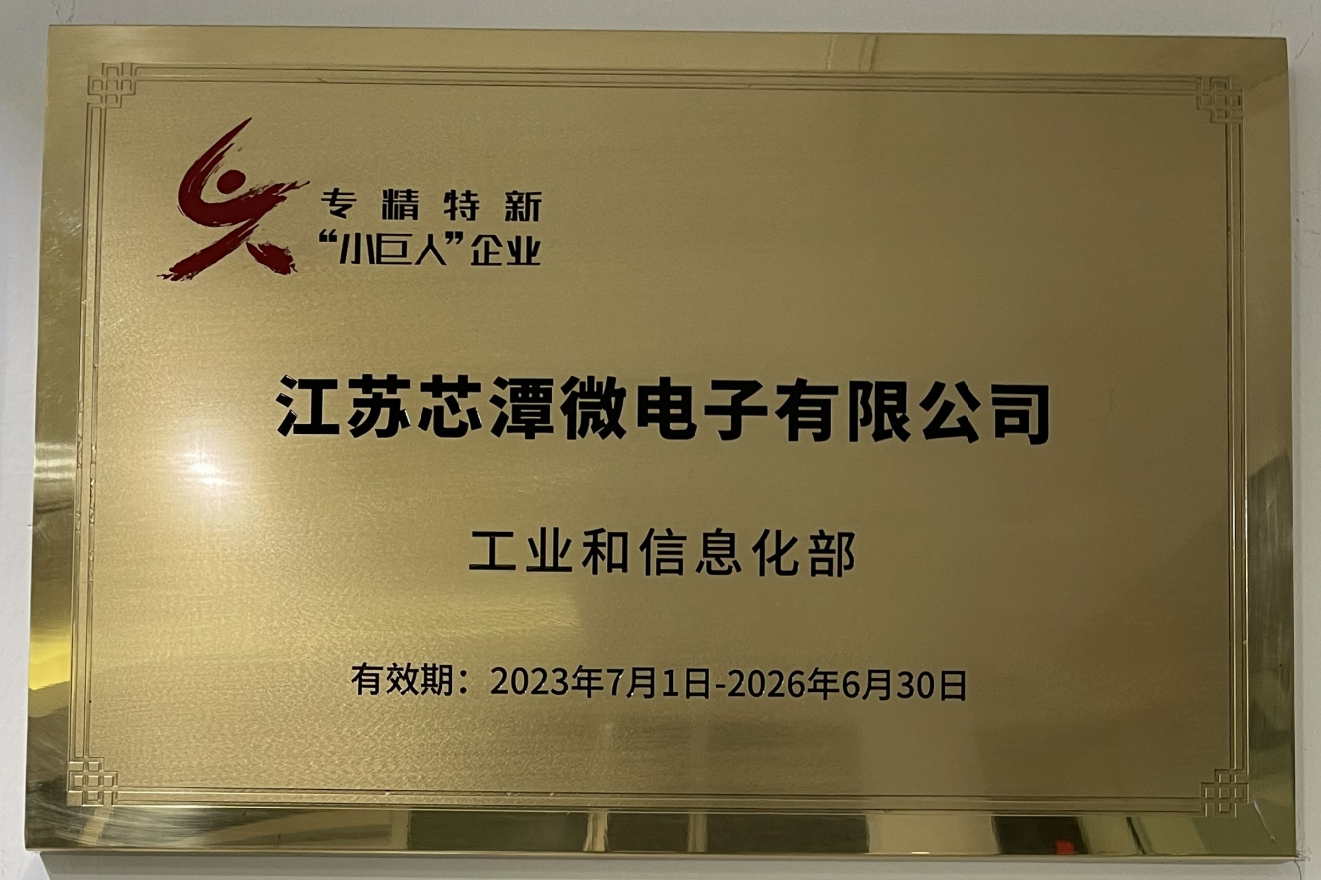 专精特新
“小巨人”企业
江苏芯潭微电子有限公司
工业和信息化部
有效期：2023年7月1日-2026年6月30日